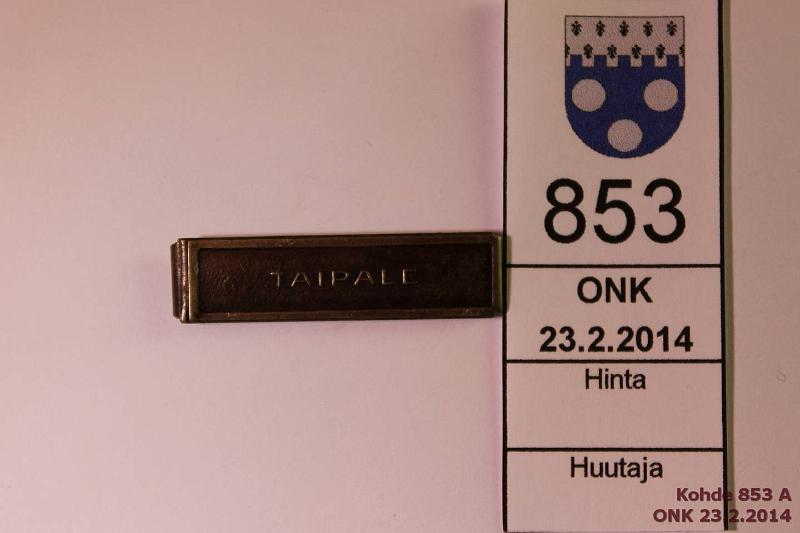 TAIPALE
853
ONK
23.2.2014
Hinta
Huutaja
Kohde 853 A
ONK 23.2.2014